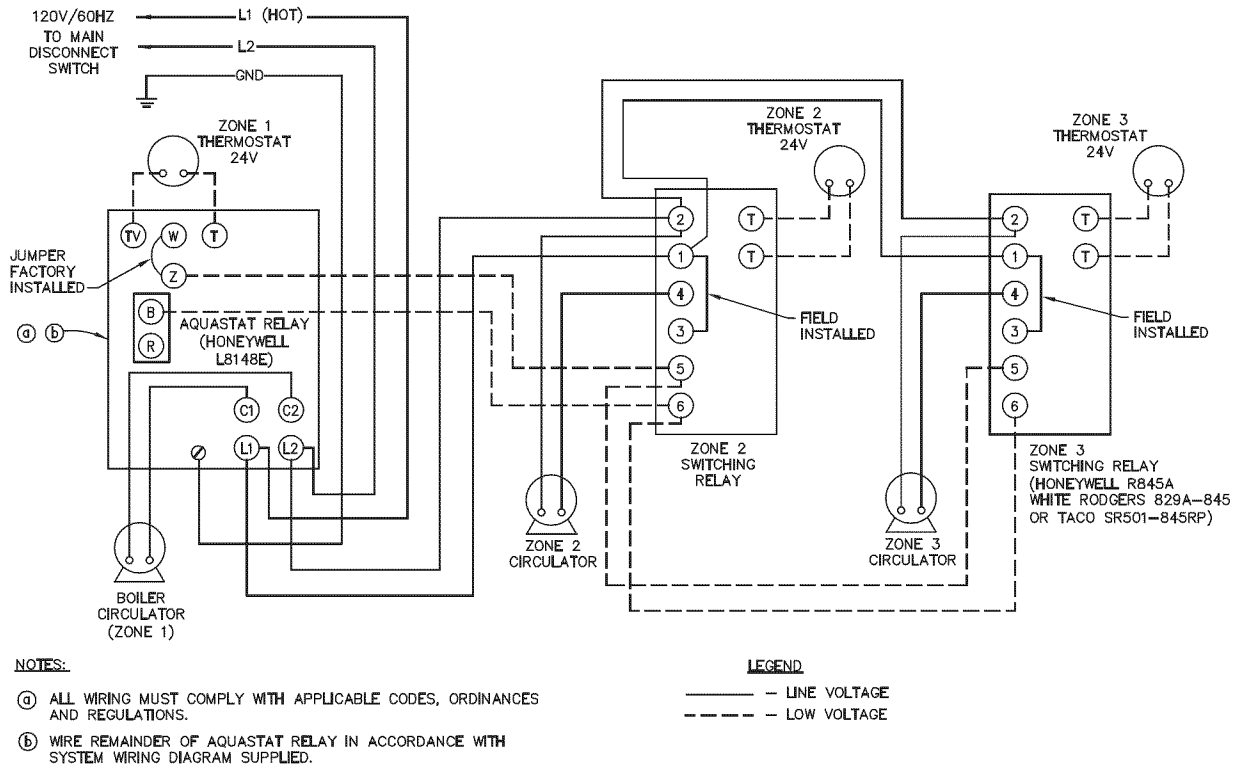 120V/60HZ
TO MAIN
DISCONNECT
SWITCH
L1 (HOT)
L2
GND
ZONE 1
THERMOSTAT
24V
ZONE 2
THERMOSTAT
24V
ZONE 3
THERMOSTAT
24V
TV
W
T
Z
B
R
JUMPER
FACTORY
INSTALLED
a b
AQUASTAT RELAY
(HONEYWELL
L8148E)
C1
C2
L1
L2
2
1
4
3
5
6
T
T
FIELD
INSTALLED
2
1
4
3
5
6
T
T
FIELD
INSTALLED
ZONE 2
SWITCHING
RELAY
ZONE 3
SWITCHING RELAY
(HONEYWELL R845A
WHITE RODGERS 829A-845
OR TACO SR501-845RP)
ZONE 2
CIRCULATOR
ZONE 3
CIRCULATOR
BOILER
CIRCULATOR
(ZONE 1)
NOTES:
a ALL WIRING MUST COMPLY WITH APPLICABLE CODES, ORDINANCES
AND REGULATIONS.
b WIRE REMAINDER OF AQUASTAT RELAY IN ACCORDANCE WITH
SYSTEM WIRING DIAGRAM SUPPLIED.
LEGEND
- LINE VOLTAGE
- LOW VOLTAGE